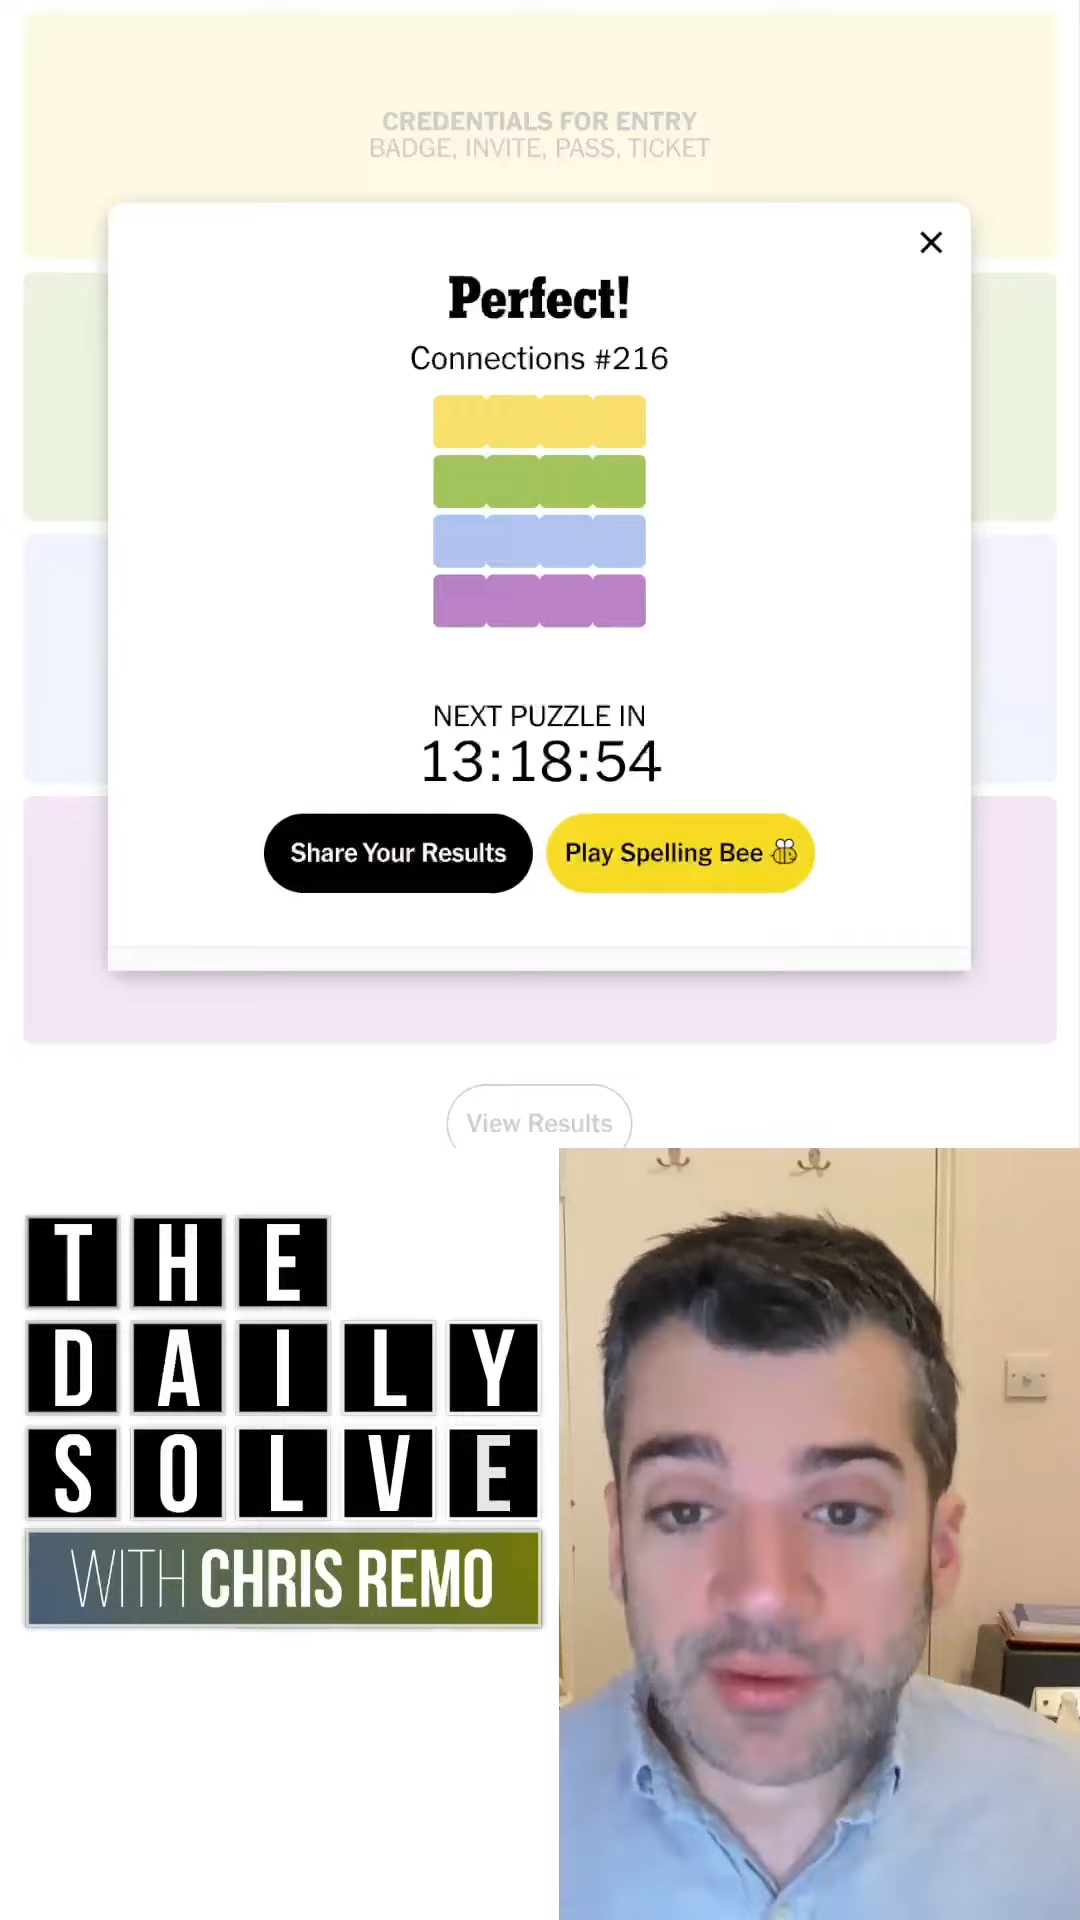 CREDENTIALS FOR ENTRY
BADGE, INVITE, PASS, TICKET
Perfect!
Connections #216
NEXT PUZZLE IN
13:18:54
Share Your Results
Play Spelling Bee
View Results
THE
DAILY
SOLVE
WITH CHRIS REMO